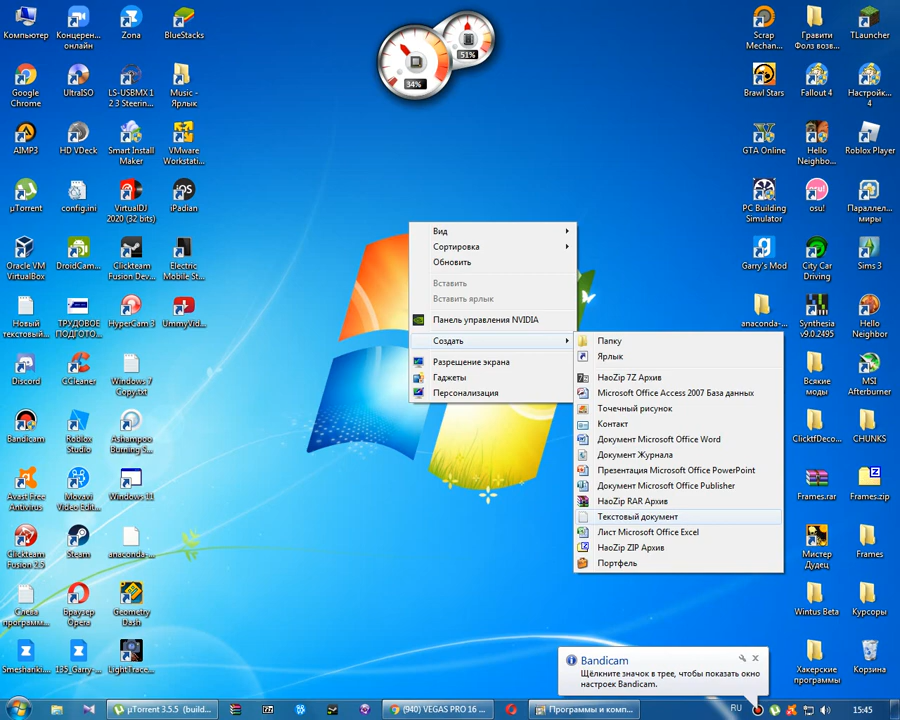 Компьютер
Конферен...
онлайн
Zona
BlueStacks
Google
Chrome
UltraISO
LS-USBMX 1
2 3 Steerin...
Music -
Ярлык
AIMP3
HD VDeck
Smart Install
Maker
VMware
Workstati...
µTorrent
config.ini
VirtualDJ
2020 (32 bits)
iPadian
Oracle VM
VirtualBox
DroidCam...
Clickteam
Fusion Dev...
Electric
Mobile St...
Новый
текстовый...
ТРУДОВОЕ
ПОДГОТО...
HyperCam 3
UmmyVid...
Discord
CCleaner
Windows 7
Copy.txt
Bandicam
Roblox
Studio
Ashampoo
Burning S...
Avast Free
Antivirus
Movavi
Video Edit...
Windows 11
Clickteam
Fusion 2.5
Steam
anaconda-...
Слева
программ...
Браузер
Opera
Geometry
Dash
Smeshariki...
135_Garry-...
LightTrace...
34%
51%
Scrap
Mechan...
Гравити
Фолз возв...
TLauncher
Brawl Stars
Fallout 4
Настройк...
4
GTA Online
Hello
Neighbo...
Roblox Player
PC Building
Simulator
osu!
Параллел...
миры
Garry's Mod
City Car
Driving
Sims 3
anaconda-...
Synthesia
v9.0.2495
Hello
Neighbor
Всякие
моды
MSI
Afterburner
ClicktfDeco...
CHUNKS
Frames.rar
Frames.zip
Мистер
Дудец
Frames
Wintus Beta
Курсоры
Хакерские
программы
Корзина
Вид
Сортировка
Обновить
Вставить
Вставить ярлык
Панель управления NVIDIA
Создать
Разрешение экрана
Гаджеты
Персонализация
Папку
Ярлык
HaoZip 7Z Архив
Microsoft Office Access 2007 База данных
Точечный рисунок
Контакт
Документ Microsoft Office Word
Документ Журнала
Презентация Microsoft Office PowerPoint
Документ Microsoft Office Publisher
HaoZip RAR Архив
Текстовый документ
Лист Microsoft Office Excel
HaoZip ZIP Архив
Портфель
Bandicam
Щёлкните значок в трее, чтобы показать окно
настроек Bandicam.
µTorrent 3.5.5 (build...
(940) VEGAS PRO 16 ...
Программы и комп...
RU
15:45